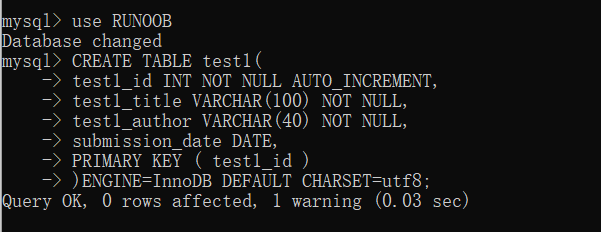 mysql> use RUNOOB
Database changed
mysql> CREATE TABLE test1(
    -> test1_id INT NOT NULL AUTO_INCREMENT,
    -> test1_title VARCHAR(100) NOT NULL,
    -> test1_author VARCHAR(40) NOT NULL,
    -> submission_date DATE,
    -> PRIMARY KEY ( test1_id )
    -> )ENGINE=InnoDB DEFAULT CHARSET=utf8;
Query OK, 0 rows affected, 1 warning (0.03 sec)